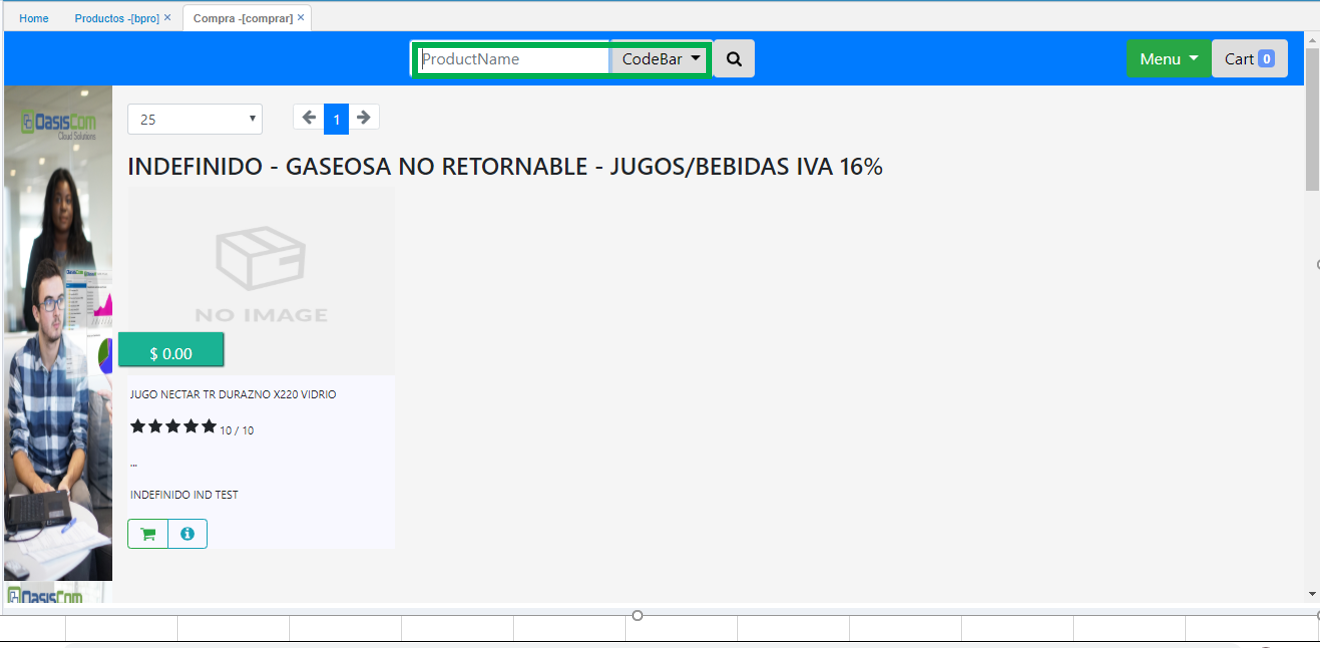 Home Productos -[bpro] × Compra -[comprar] ×
ProductName CodeBar Menu Cart 0
OasisCom
Cloud Solutions
25 1
INDEFINIDO - GASEOSA NO RETORNABLE - JUGOS/BEBIDAS IVA 16%
NO IMAGE
$ 0.00
JUGO NECTAR TR DURAZNO X220 VIDRIO
10 / 10
...
INDEFINIDO IND TEST
OasisCom